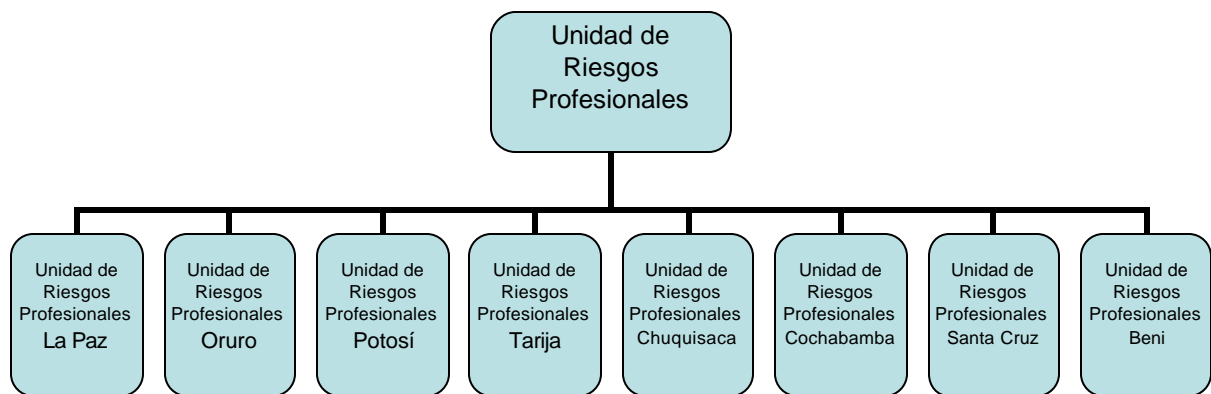 Unidad de
Riesgos
Profesionales
Unidad de
Riesgos
Profesionales
La Paz
Unidad de
Riesgos
Profesionales
Oruro
Unidad de
Riesgos
Profesionales
Potosí
Unidad de
Riesgos
Profesionales
Tarija
Unidad de
Riesgos
Profesionales
Chuquisaca
Unidad de
Riesgos
Profesionales
Cochabamba
Unidad de
Riesgos
Profesionales
Santa Cruz
Unidad de
Riesgos
Profesionales
Beni